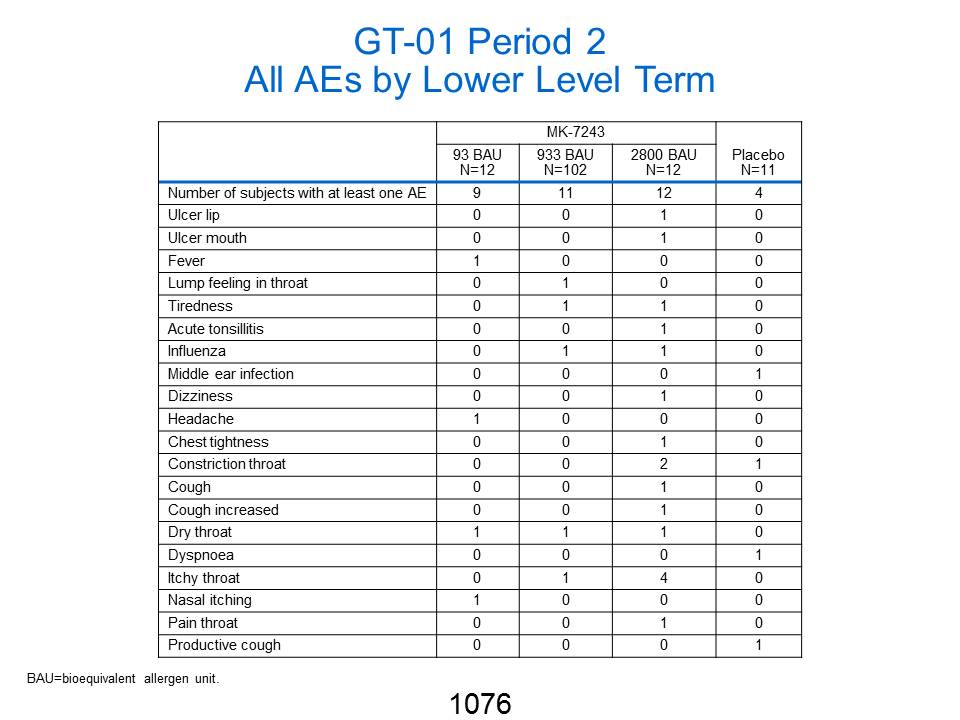 GT-01 Period 2
All AEs by Lower Level Term
MK-7243
93 BAU 933 BAU 2800 BAU Placebo
N=12 N=102 N=12 N=11
Number of subjects with at least one AE 9 11 12 4
Ulcer lip 0 0 1 0
Ulcer mouth 0 0 1 0
Fever 1 0 0 0
Lump feeling in throat 0 1 0 0
Tiredness 0 1 1 0
Acute tonsillitis 0 0 1 0
Influenza 0 1 1 0
Middle ear infection 0 0 0 1
Dizziness 0 0 1 0
Headache 1 0 0 0
Chest tightness 0 0 1 0
Constriction throat 0 0 2 1
Cough 0 0 1 0
Cough increased 0 0 1 0
Dry throat 1 1 1 0
Dyspnoea 0 0 0 1
Itchy throat 0 1 4 0
Nasal itching 1 0 0 0
Pain throat 0 0 1 0
Productive cough 0 0 0 1
BAU=bioequivalent allergen unit.
1076